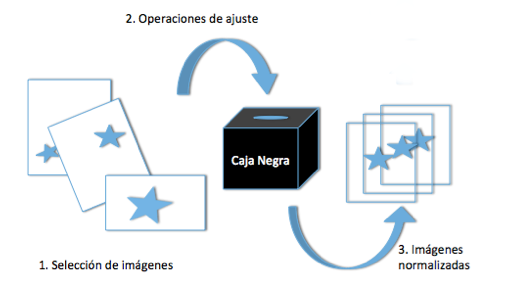 2. Operaciones de ajuste
Caja Negra
1. Selección de imágenes
3. Imágenes
normalizadas